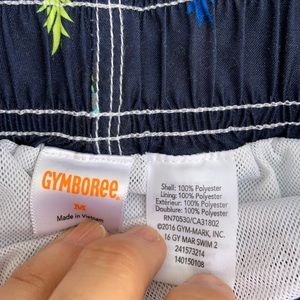 GYMBOREE
M
Made in Vietnam
Shell: 100% Polyester
Lining: 100% Polyester
Extérieur: 100% Polyester
Doublure: 100% Polyester
RN70530/CA31802
©2016 GYM-MARK, INC.
16 GY MAR SWIM 2
241573214
140150108